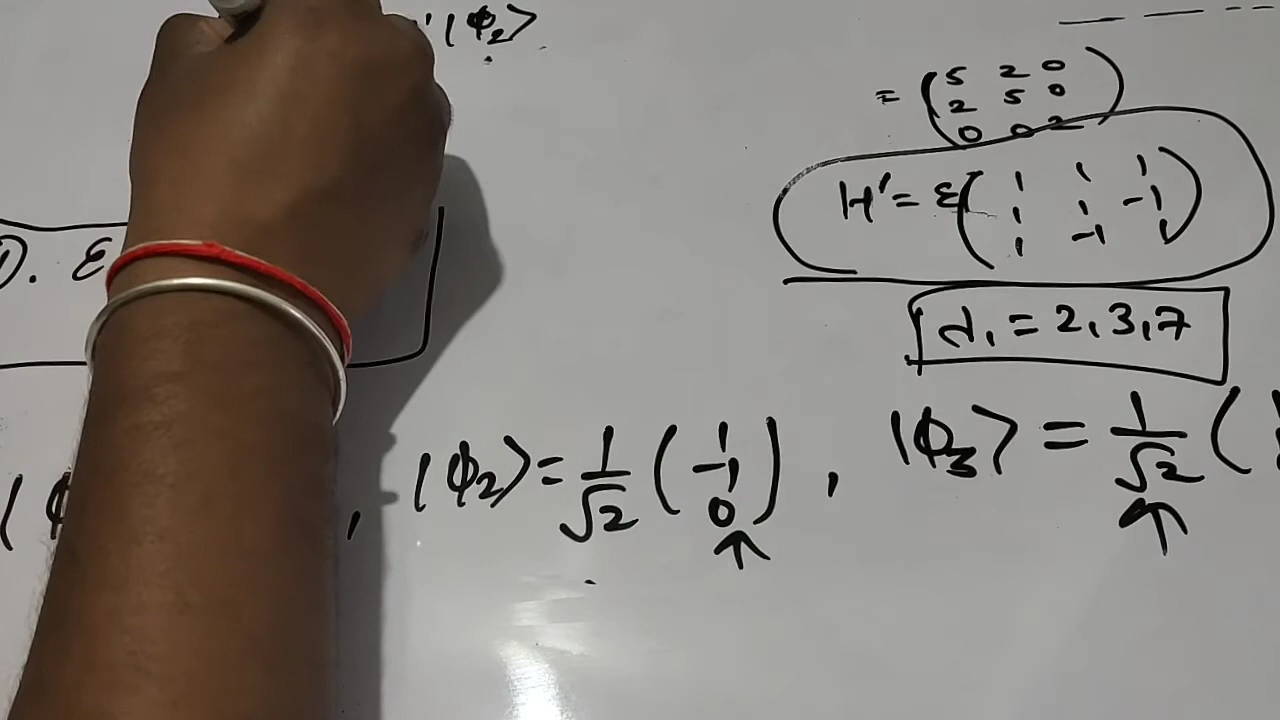 |ϕ₂⟩
= ( 5 2 0
2 5 0
0 0 2 )
H' = ε( 1 1 1
1 1 -1
1 -1 )
D. ε
λ₁ = 2, 3, 7
|ϕ , |ϕ₂⟩ = 1/√2 ( 1 -1 0 ) , |ϕ₃⟩ = 1/√2 ( 1